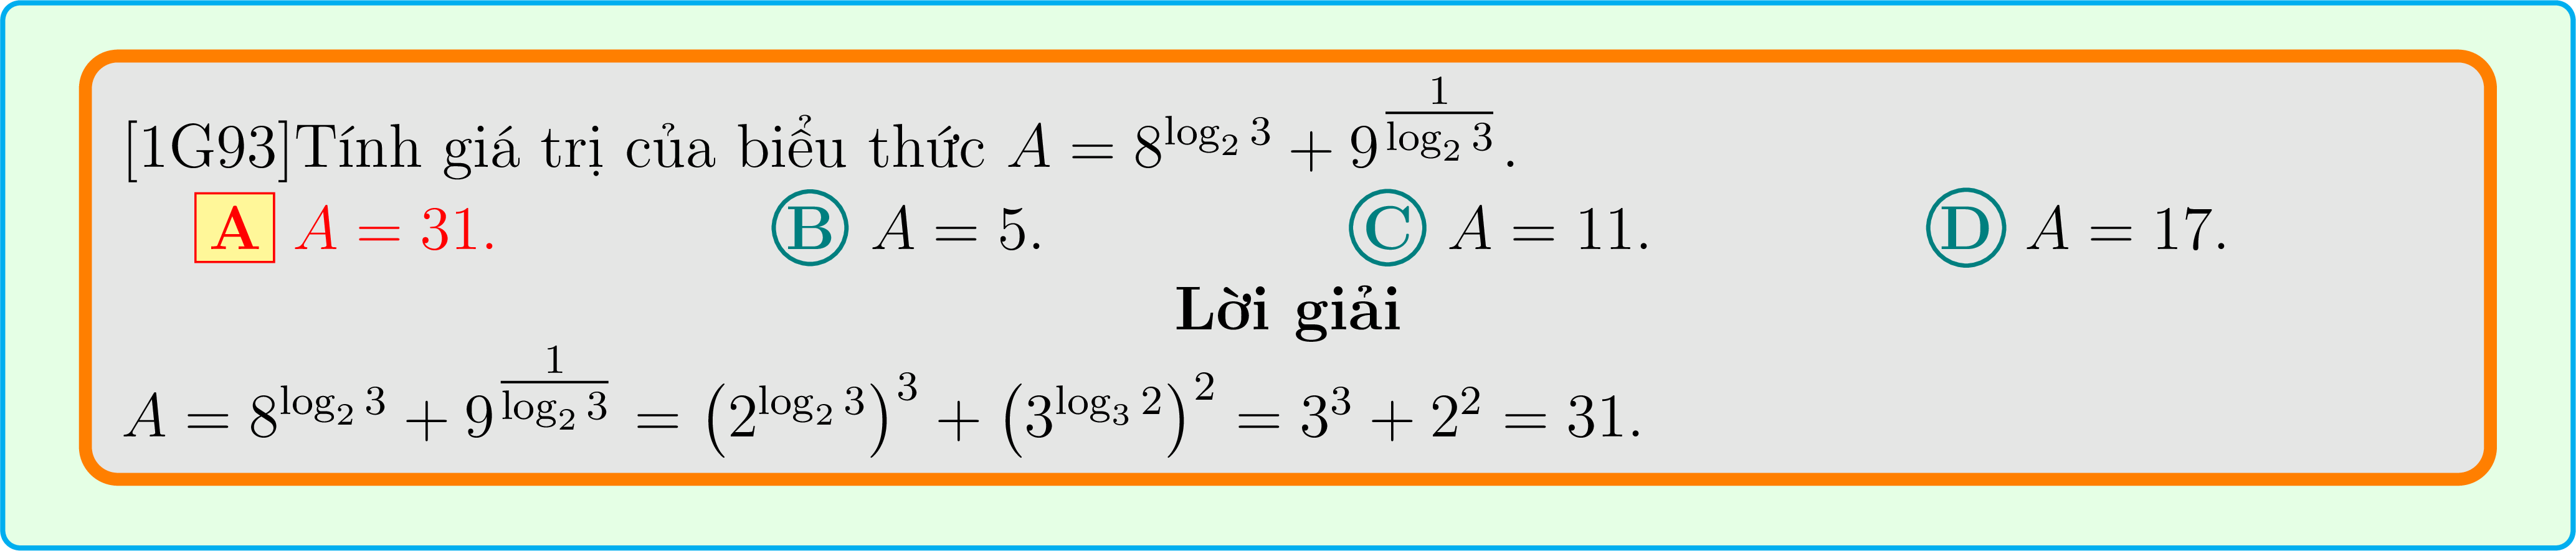 [1G93]Tính giá trị của biểu thức $A = 8^{\log_2 3} + 9^{\frac{1}{\log_2 3}}$.
A $A = 31$. B $A = 5$. C $A = 11$. D $A = 17$.
Lời giải
$A = 8^{\log_2 3} + 9^{\frac{1}{\log_2 3}} = \left(2^{\log_2 3}\right)^3 + \left(3^{\log_3 2}\right)^2 = 3^3 + 2^2 = 31$.